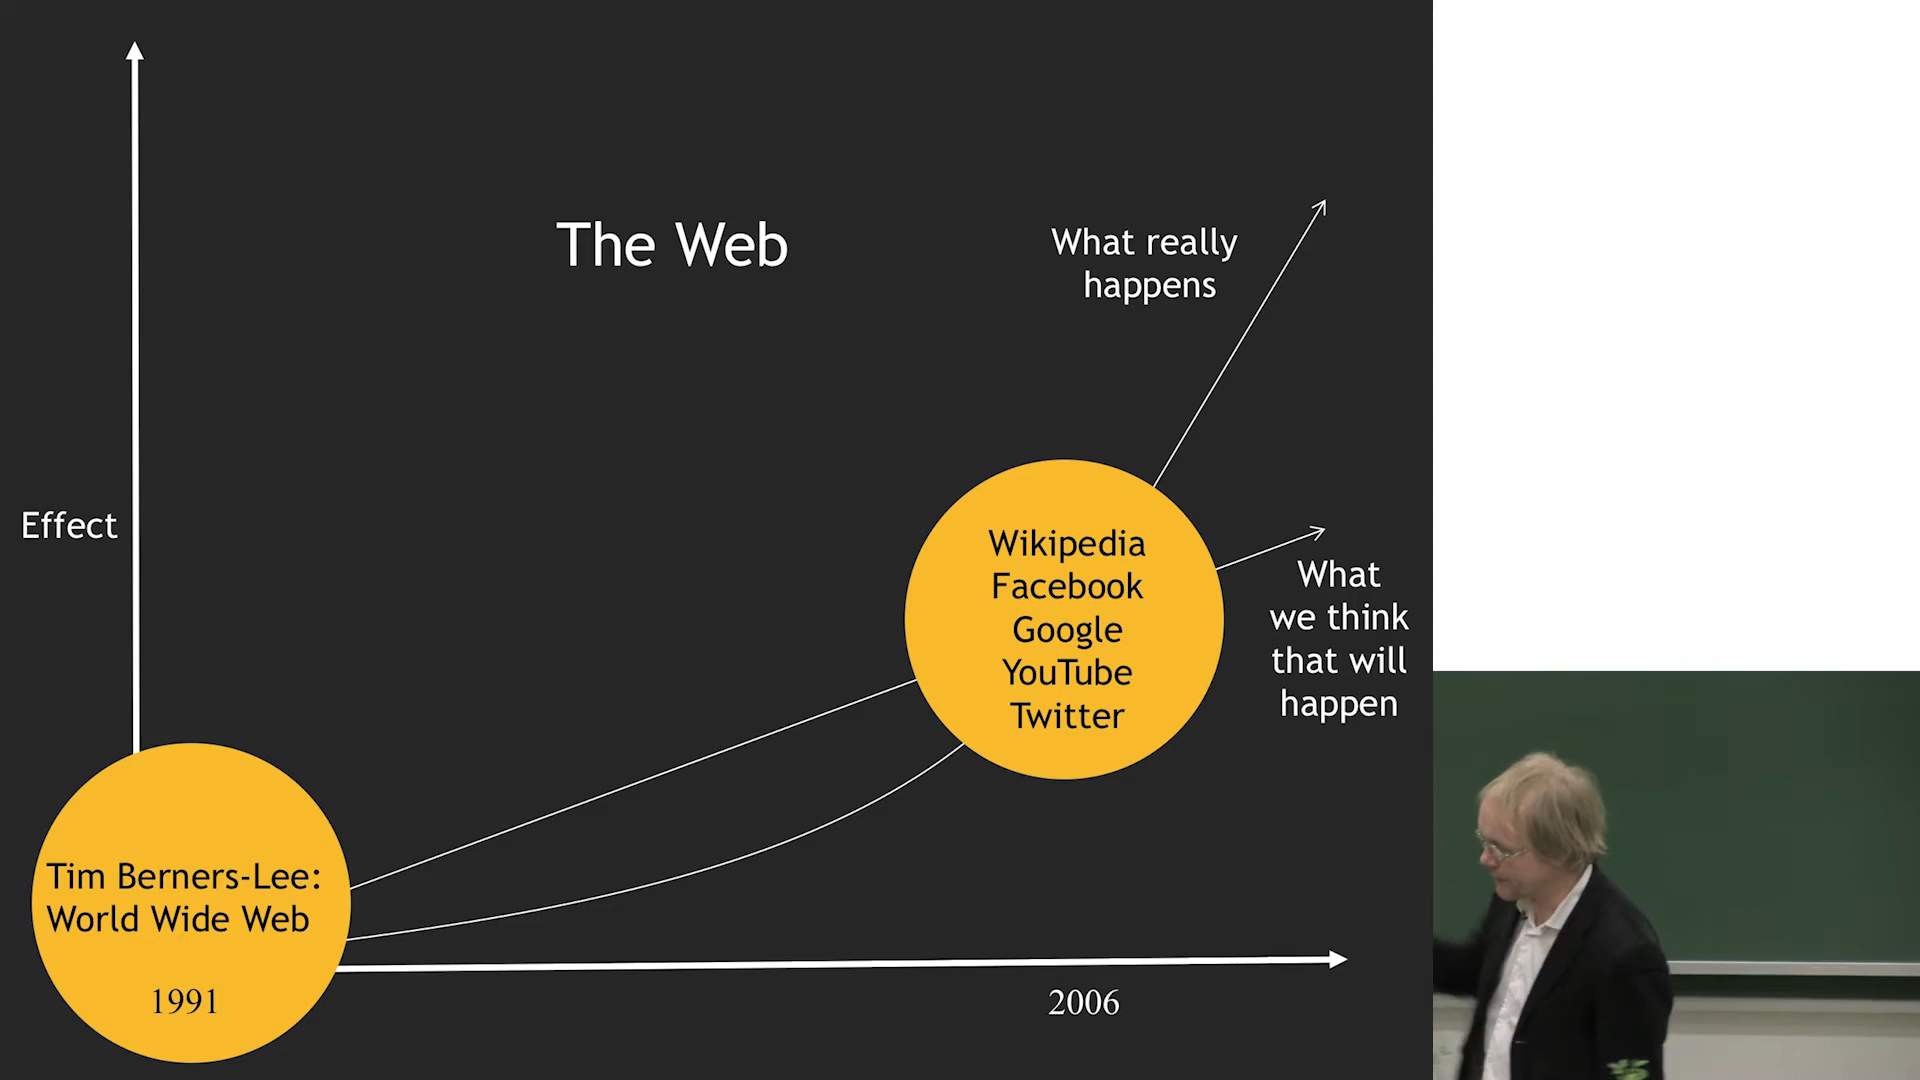 The Web
What really
happens
Effect
Wikipedia
Facebook
Google
YouTube
Twitter
What
we think
that will
happen
Tim Berners-Lee:
World Wide Web
1991
2006